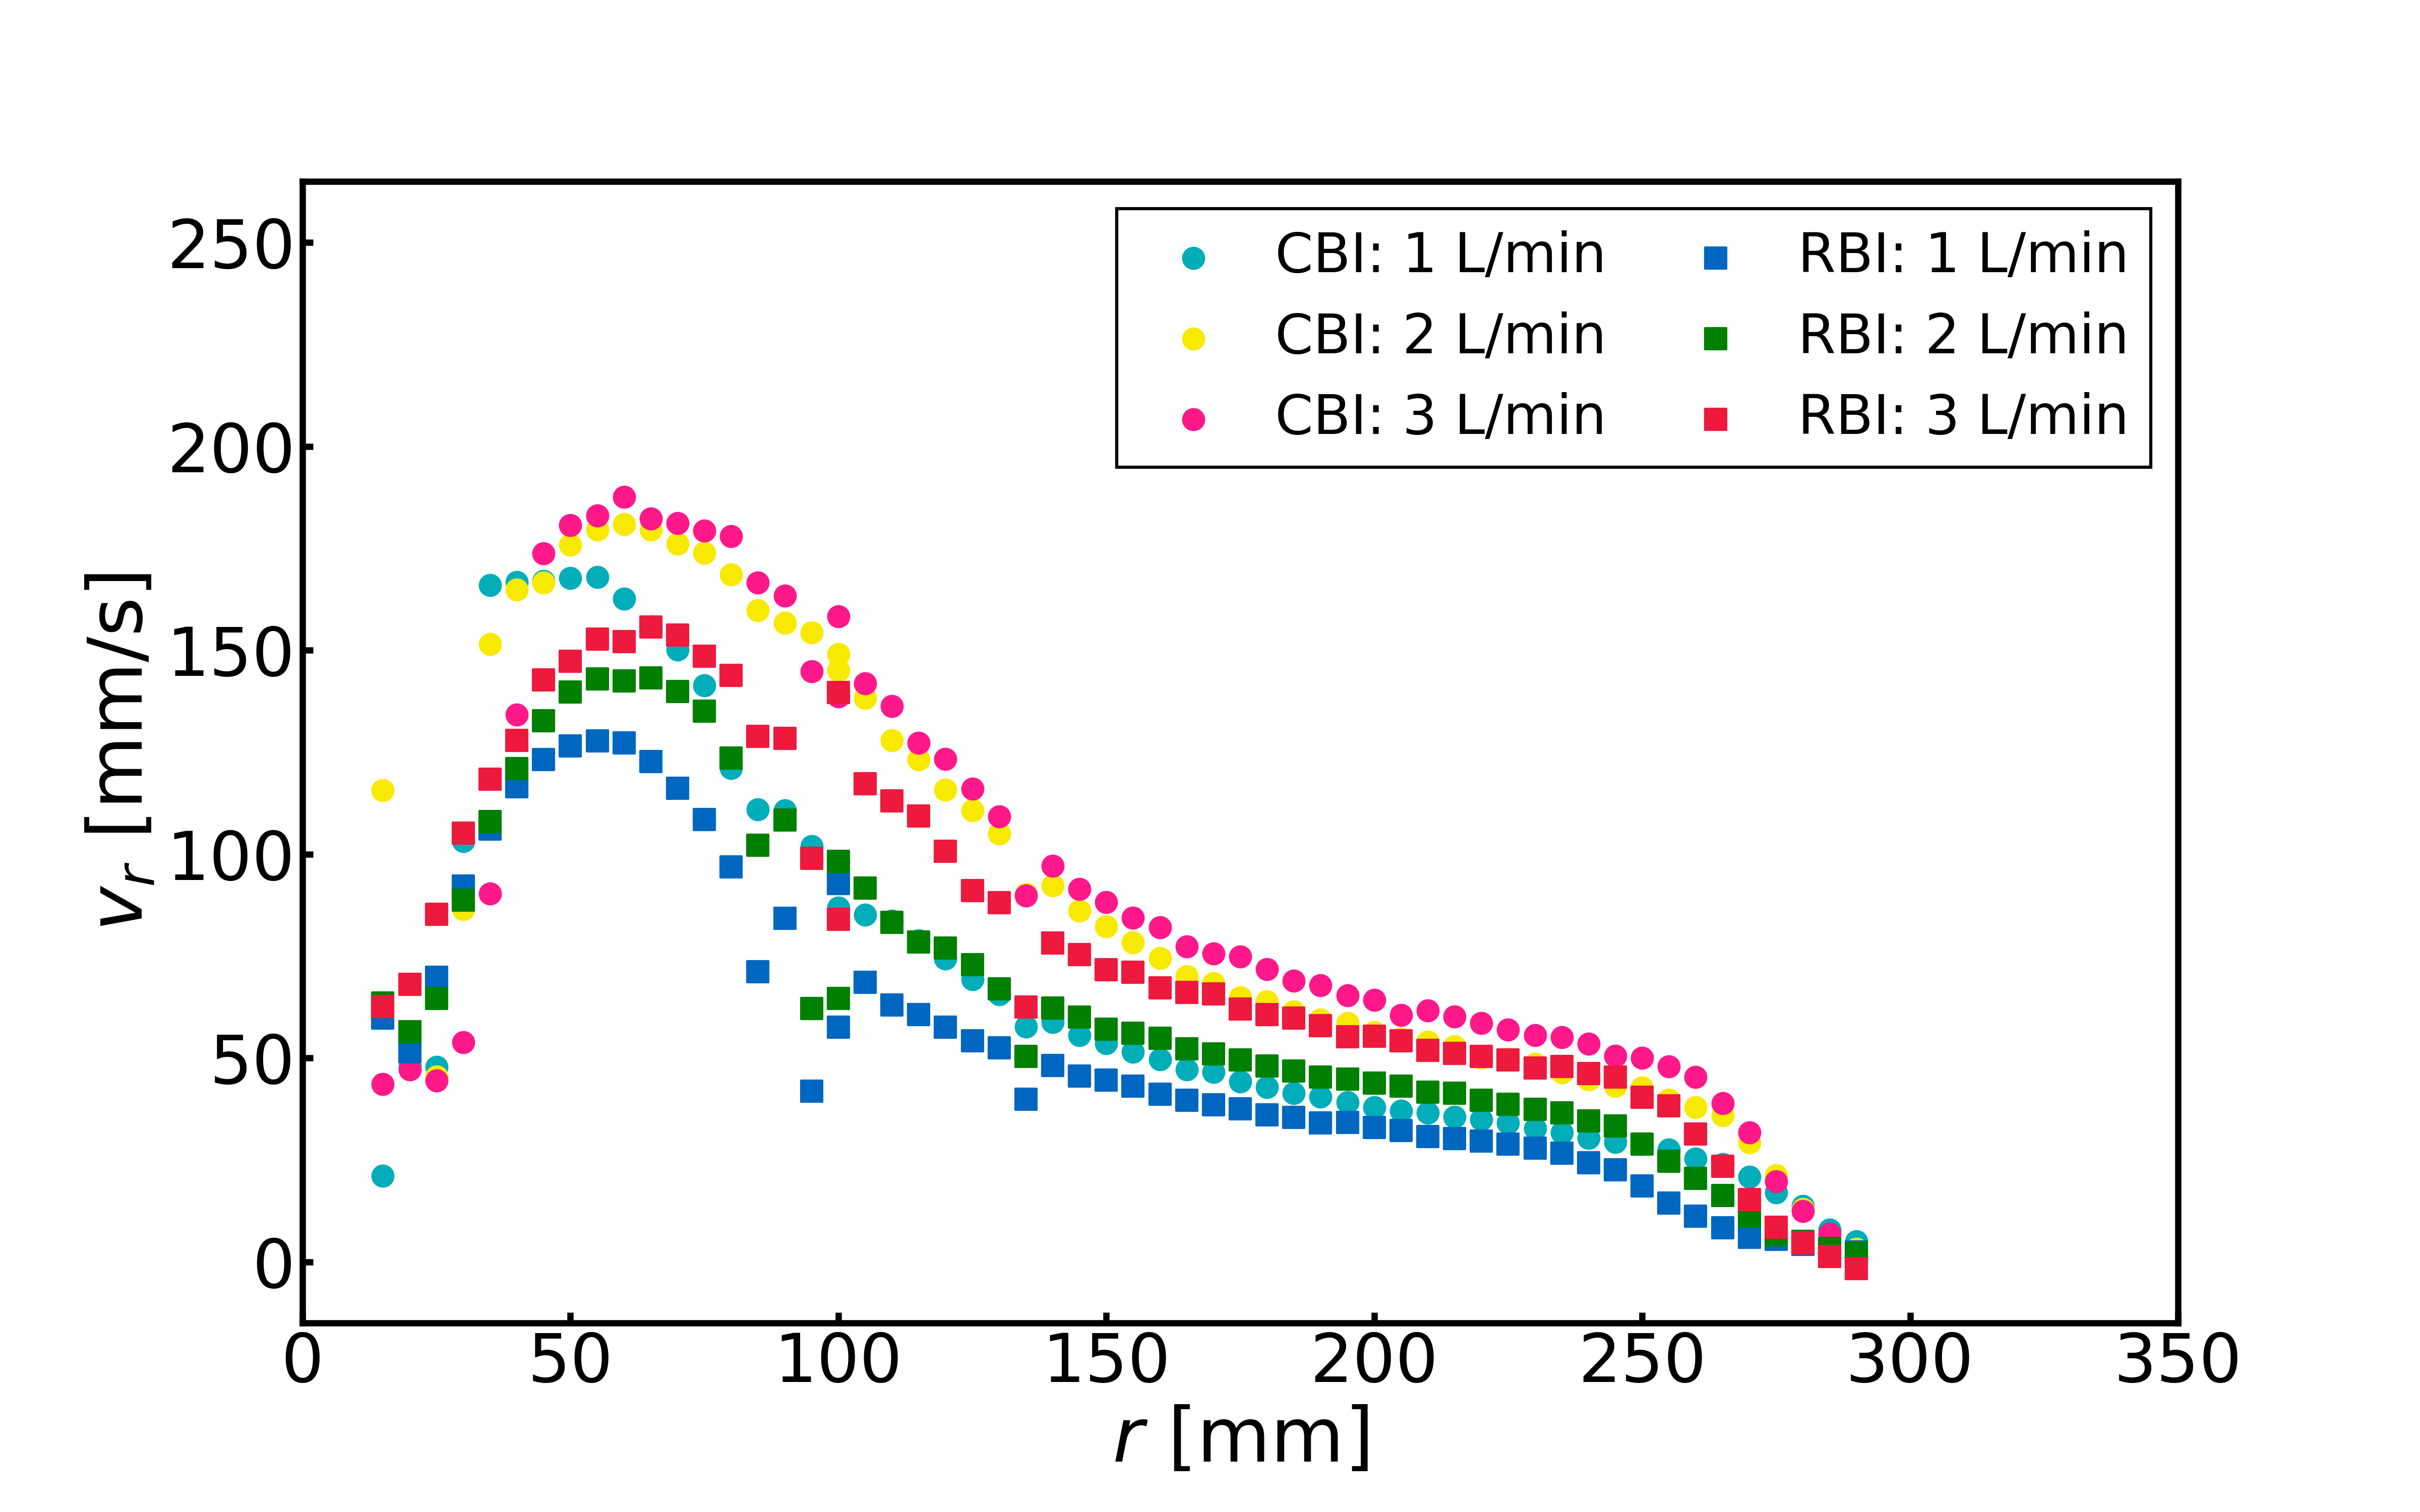 250
200
150
100
50
0
v_r [mm/s]
CBI: 1 L/min
CBI: 2 L/min
CBI: 3 L/min
RBI: 1 L/min
RBI: 2 L/min
RBI: 3 L/min
0 50 100 150 200 250 300 350
r [mm]